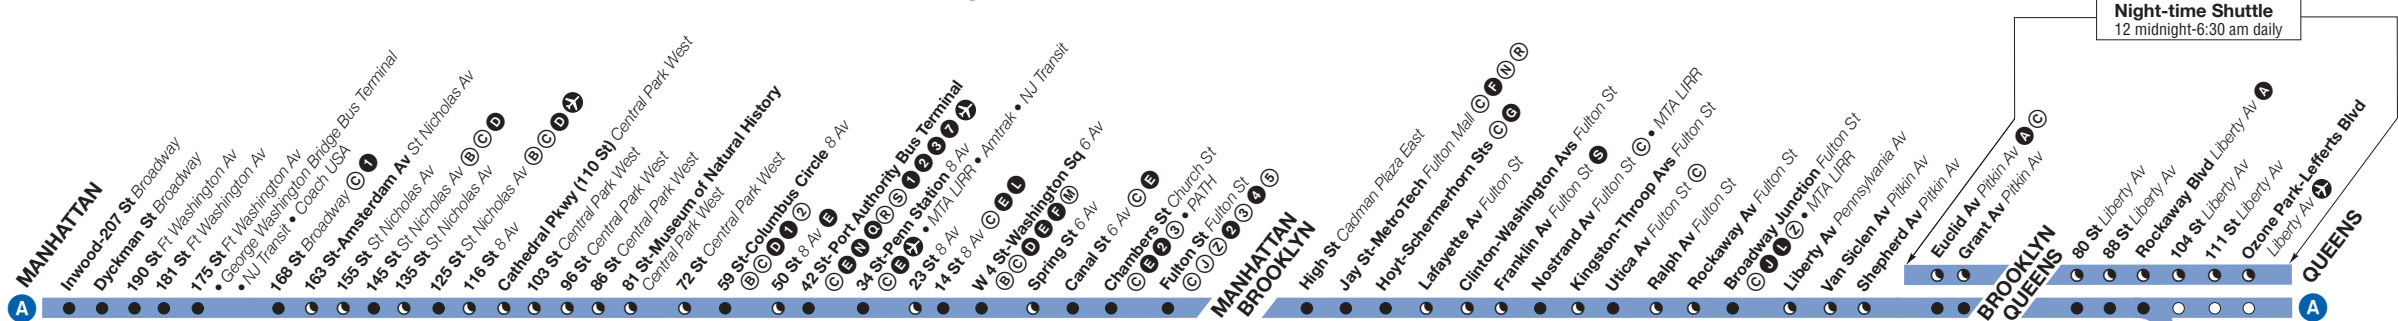 Night-time Shuttle
12 midnight-6:30 am daily
MANHATTAN
Inwood-207 St Broadway
Dyckman St Broadway
190 St Ft Washington Av
181 St Ft Washington Av
175 St Ft Washington Av
• George Washington Bridge Bus Terminal
• NJ Transit • Coach USA
168 St Broadway C 1
163 St-Amsterdam Av St Nicholas Av
155 St St Nicholas Av
145 St St Nicholas Av B C D
135 St St Nicholas Av
125 St St Nicholas Av B C D
116 St 8 Av
Cathedral Pkwy (110 St) Central Park West
103 St Central Park West
96 St Central Park West
86 St Central Park West
81 St-Museum of Natural History
Central Park West
72 St Central Park West
59 St-Columbus Circle 8 Av
B C D 1 2
50 St 8 Av E
42 St-Port Authority Bus Terminal
C E N Q R S 1 2 3 7
34 St-Penn Station 8 Av
C E • MTA LIRR • Amtrak • NJ Transit
23 St 8 Av
14 St 8 Av C E L
W 4 St-Washington Sq 6 Av
B C D E F M
Spring St 6 Av
Canal St 6 Av C E
Chambers St Church St
C E 2 3 • PATH
Fulton St Fulton St
C J Z 2 3 4 5
MANHATTAN
BROOKLYN
High St Cadman Plaza East
Jay St-MetroTech Fulton Mall C F N R
Hoyt-Schermerhorn Sts C G
Lafayette Av Fulton St
Clinton-Washington Avs Fulton St
Franklin Av Fulton St S
Nostrand Av Fulton St C • MTA LIRR
Kingston-Throop Avs Fulton St
Utica Av Fulton St C
Ralph Av Fulton St
Rockaway Av Fulton St
Broadway Junction Fulton St
C J L Z • MTA LIRR
Liberty Av Pennsylvania Av
Van Siclen Av Pitkin Av
Shepherd Av Pitkin Av
Euclid Av Pitkin Av A C
Grant Av Pitkin Av
BROOKLYN
QUEENS
80 St Liberty Av
88 St Liberty Av
Rockaway Blvd Liberty Av A
104 St Liberty Av
111 St Liberty Av
Ozone Park-Lefferts Blvd
Liberty Av
QUEENS
A
A